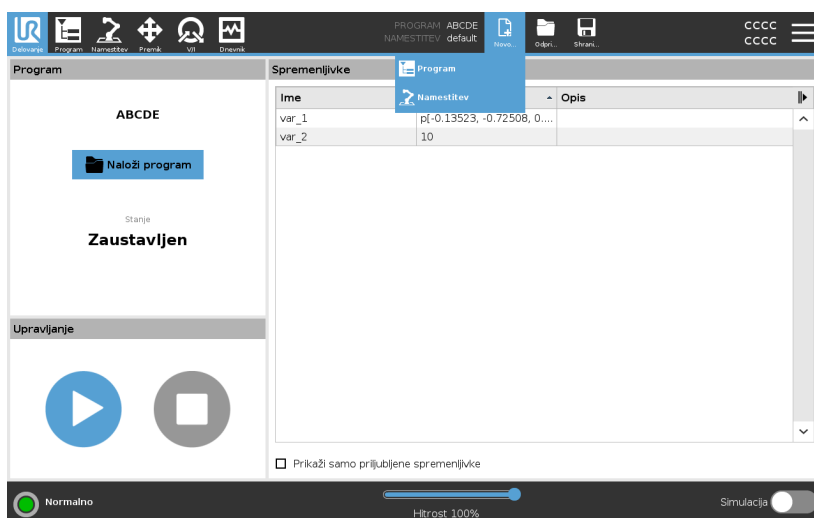 UR
Delovanje Program Namestitev Premik V/I Dnevnik
PROGRAM ABCDE
NAMESTITEV default
Novo... Odpri... Shrani...
CCCC
CCCC
Program
Namestitev
Program
ABCDE
Naloži program
Stanje
Zaustavljen
Upravljanje
Spremenljivke
Ime Opis
var_1 p[-0.13523, -0.72508, 0....
var_2 10
Prikaži samo priljubljene spremenljivke
Normalno
Hitrost 100%
Simulacija